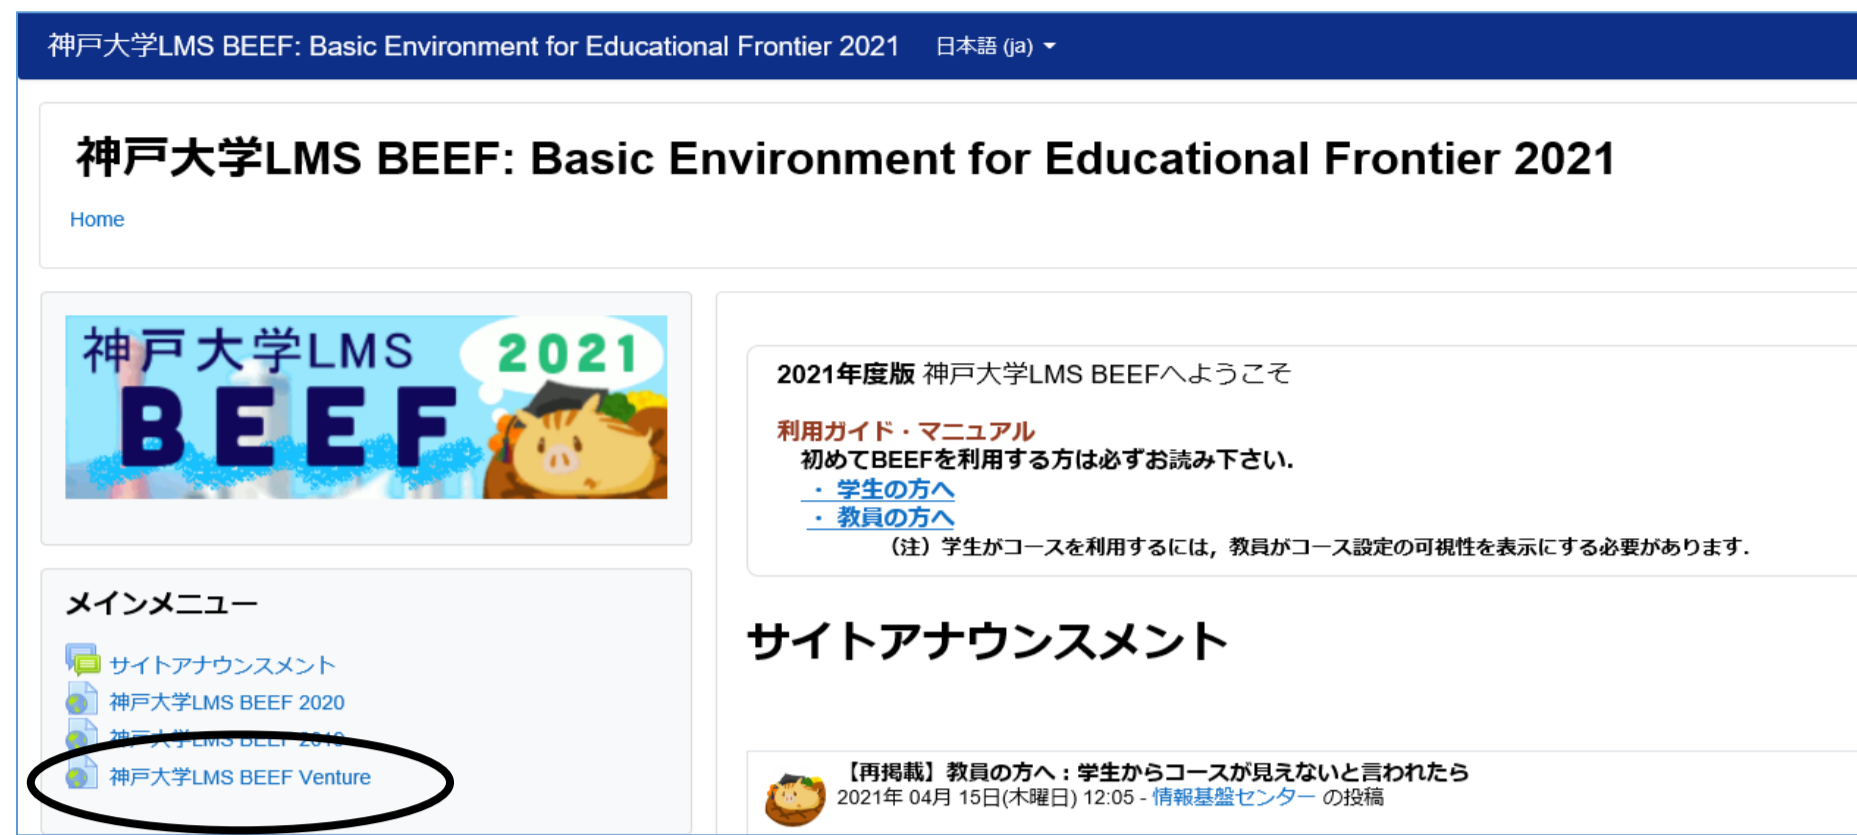 神戸大学LMS BEEF: Basic Environment for Educational Frontier 2021 日本語 (ja)
神戸大学LMS BEEF: Basic Environment for Educational Frontier 2021
Home
神戸大学LMS 2021
BEEF
メインメニュー
サイトアナウンスメント
神戸大学LMS BEEF 2020
神戸大学LMS BEEF 2019
神戸大学LMS BEEF Venture
2021年度版 神戸大学LMS BEEFへようこそ
利用ガイド・マニュアル
初めてBEEFを利用する方は必ずお読み下さい.
・ 学生の方へ
・ 教員の方へ
（注）学生がコースを利用するには，教員がコース設定の可視性を表示にする必要があります.
サイトアナウンスメント
【再掲載】教員の方へ：学生からコースが見えないと言われたら
2021年 04月 15日(木曜日) 12:05 - 情報基盤センター の投稿